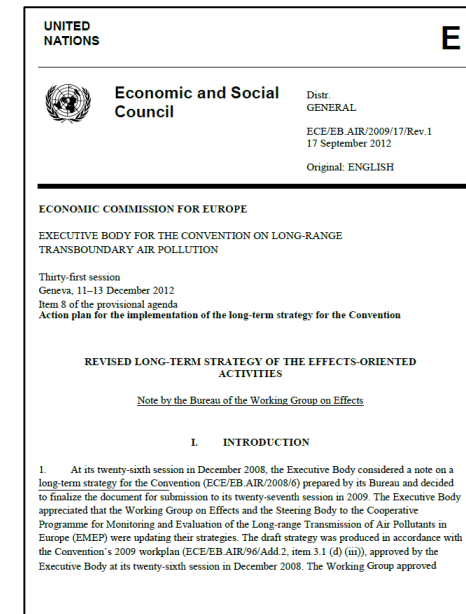 UNITED
NATIONS
E
Economic and Social
Council
Distr.
GENERAL
ECE/EB.AIR/2009/17/Rev.1
17 September 2012
Original: ENGLISH
ECONOMIC COMMISSION FOR EUROPE
EXECUTIVE BODY FOR THE CONVENTION ON LONG-RANGE
TRANSBOUNDARY AIR POLLUTION
Thirty-first session
Geneva, 11–13 December 2012
Item 8 of the provisional agenda
Action plan for the implementation of the long-term strategy for the Convention
REVISED LONG-TERM STRATEGY OF THE EFFECTS-ORIENTED
ACTIVITIES
Note by the Bureau of the Working Group on Effects
I. INTRODUCTION
1. At its twenty-sixth session in December 2008, the Executive Body considered a note on a
long-term strategy for the Convention (ECE/EB.AIR/2008/6) prepared by its Bureau and decided
to finalize the document for submission to its twenty-seventh session in 2009. The Executive Body
appreciated that the Working Group on Effects and the Steering Body to the Cooperative
Programme for Monitoring and Evaluation of the Long-range Transmission of Air Pollutants in
Europe (EMEP) were updating their strategies. The draft strategy was produced in accordance with
the Convention's 2009 workplan (ECE/EB.AIR/96/Add.2, item 3.1 (d) (iii)), approved by the
Executive Body at its twenty-sixth session in December 2008. The Working Group approved